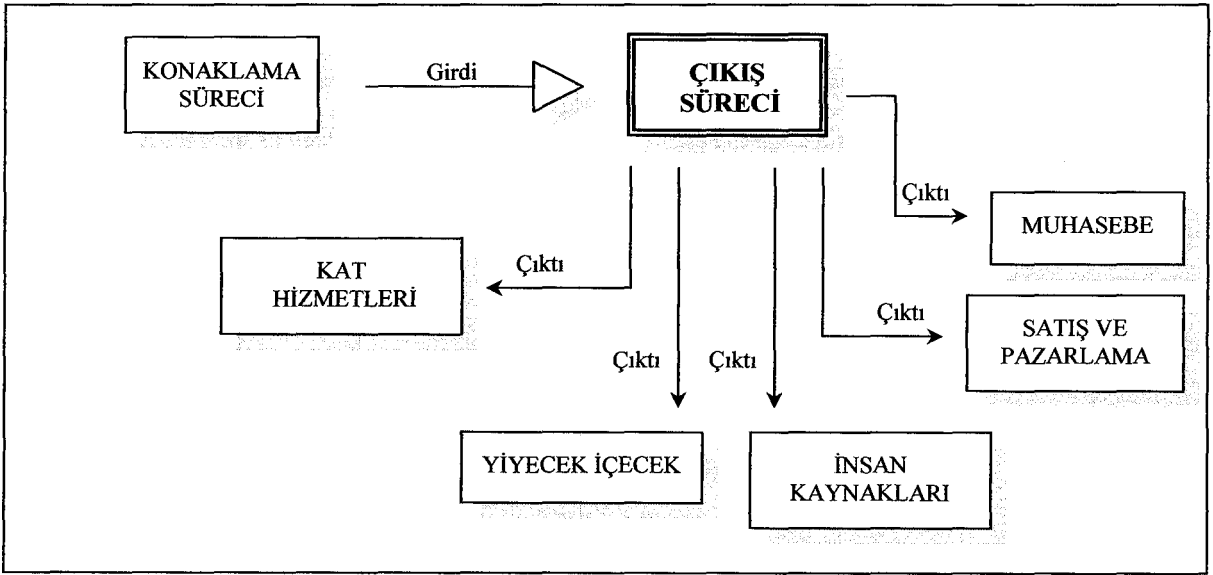 KONAKLAMA
SÜRECİ
Girdi
ÇIKIŞ
SÜRECİ
Çıktı
MUHASEBE
KAT
HİZMETLERİ
Çıktı
Çıktı
SATIŞ VE
PAZARLAMA
Çıktı
Çıktı
YİYECEK İÇECEK
İNSAN
KAYNAKLARI